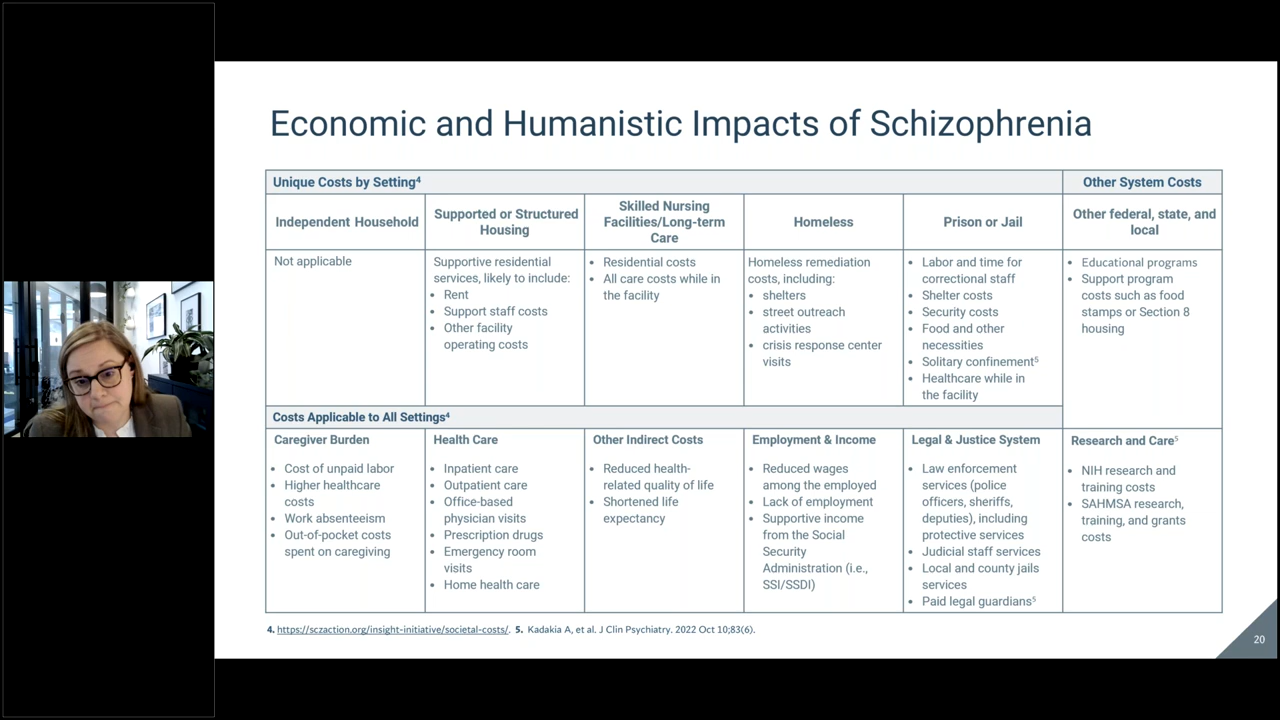 Economic and Humanistic Impacts of Schizophrenia
Unique Costs by Setting⁴
Other System Costs
Independent Household
Supported or Structured
Housing
Skilled Nursing
Facilities/Long-term
Care
Homeless
Prison or Jail
Other federal, state, and
local
Not applicable
Supportive residential
services, likely to include:
• Rent
• Support staff costs
• Other facility
operating costs
• Residential costs
• All care costs while in
the facility
Homeless remediation
costs, including:
• shelters
• street outreach
activities
• crisis response center
visits
• Labor and time for
correctional staff
• Shelter costs
• Security costs
• Food and other
necessities
• Solitary confinement⁵
• Healthcare while in
the facility
• Educational programs
• Support program
costs such as food
stamps or Section 8
housing
Costs Applicable to All Settings⁴
Caregiver Burden
• Cost of unpaid labor
• Higher healthcare
costs
• Work absenteeism
• Out-of-pocket costs
spent on caregiving
Health Care
• Inpatient care
• Outpatient care
• Office-based
physician visits
• Prescription drugs
• Emergency room
visits
• Home health care
Other Indirect Costs
• Reduced health-
related quality of life
• Shortened life
expectancy
Employment & Income
• Reduced wages
among the employed
• Lack of employment
• Supportive income
from the Social
Security
Administration (i.e.,
SSI/SSDI)
Legal & Justice System
• Law enforcement
services (police
officers, sheriffs,
deputies), including
protective services
• Judicial staff services
• Local and county jails
services
• Paid legal guardians⁵
Research and Care⁵
• NIH research and
training costs
• SAHMSA research,
training, and grants
costs
4. https://sczaction.org/insight-initiative/societal-costs/. 5. Kadakia A, et al. J Clin Psychiatry. 2022 Oct 10;83(6).
20